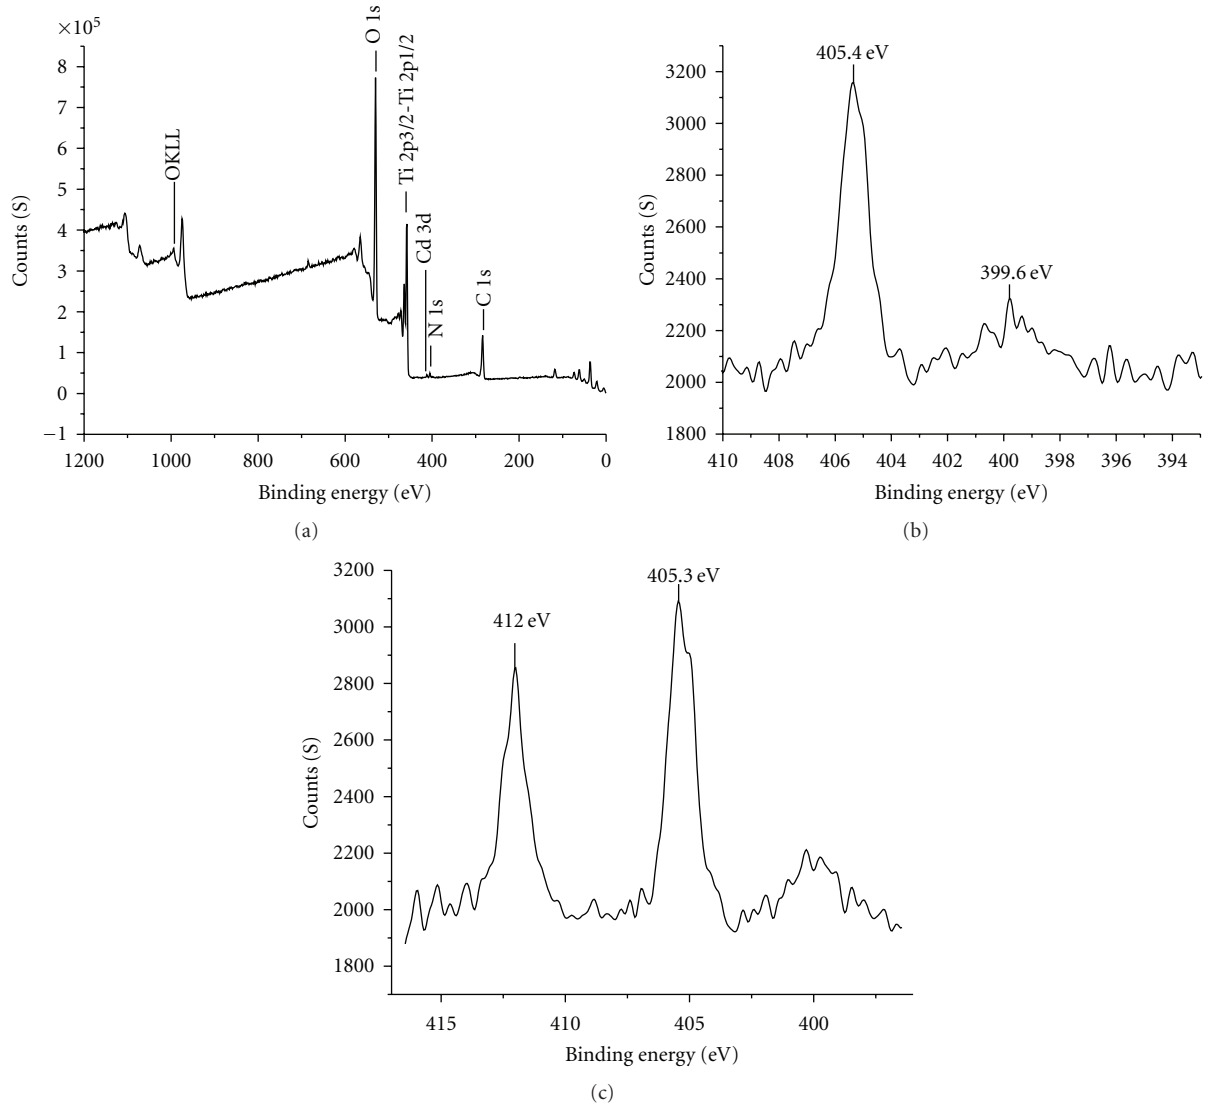 ×10⁵
8
7
6
5
4
3
2
1
0
−1
Counts (S)
OKLL
O 1s
Ti 2p3/2-Ti 2p1/2
Cd 3d
N 1s
C 1s
1200 1000 800 600 400 200 0
Binding energy (eV)
(a)
405.4 eV
399.6 eV
3200
3000
2800
2600
2400
2200
2000
1800
Counts (S)
410 408 406 404 402 400 398 396 394
Binding energy (eV)
(b)
405.3 eV
412 eV
3200
3000
2800
2600
2400
2200
2000
1800
Counts (S)
415 410 405 400
Binding energy (eV)
(c)